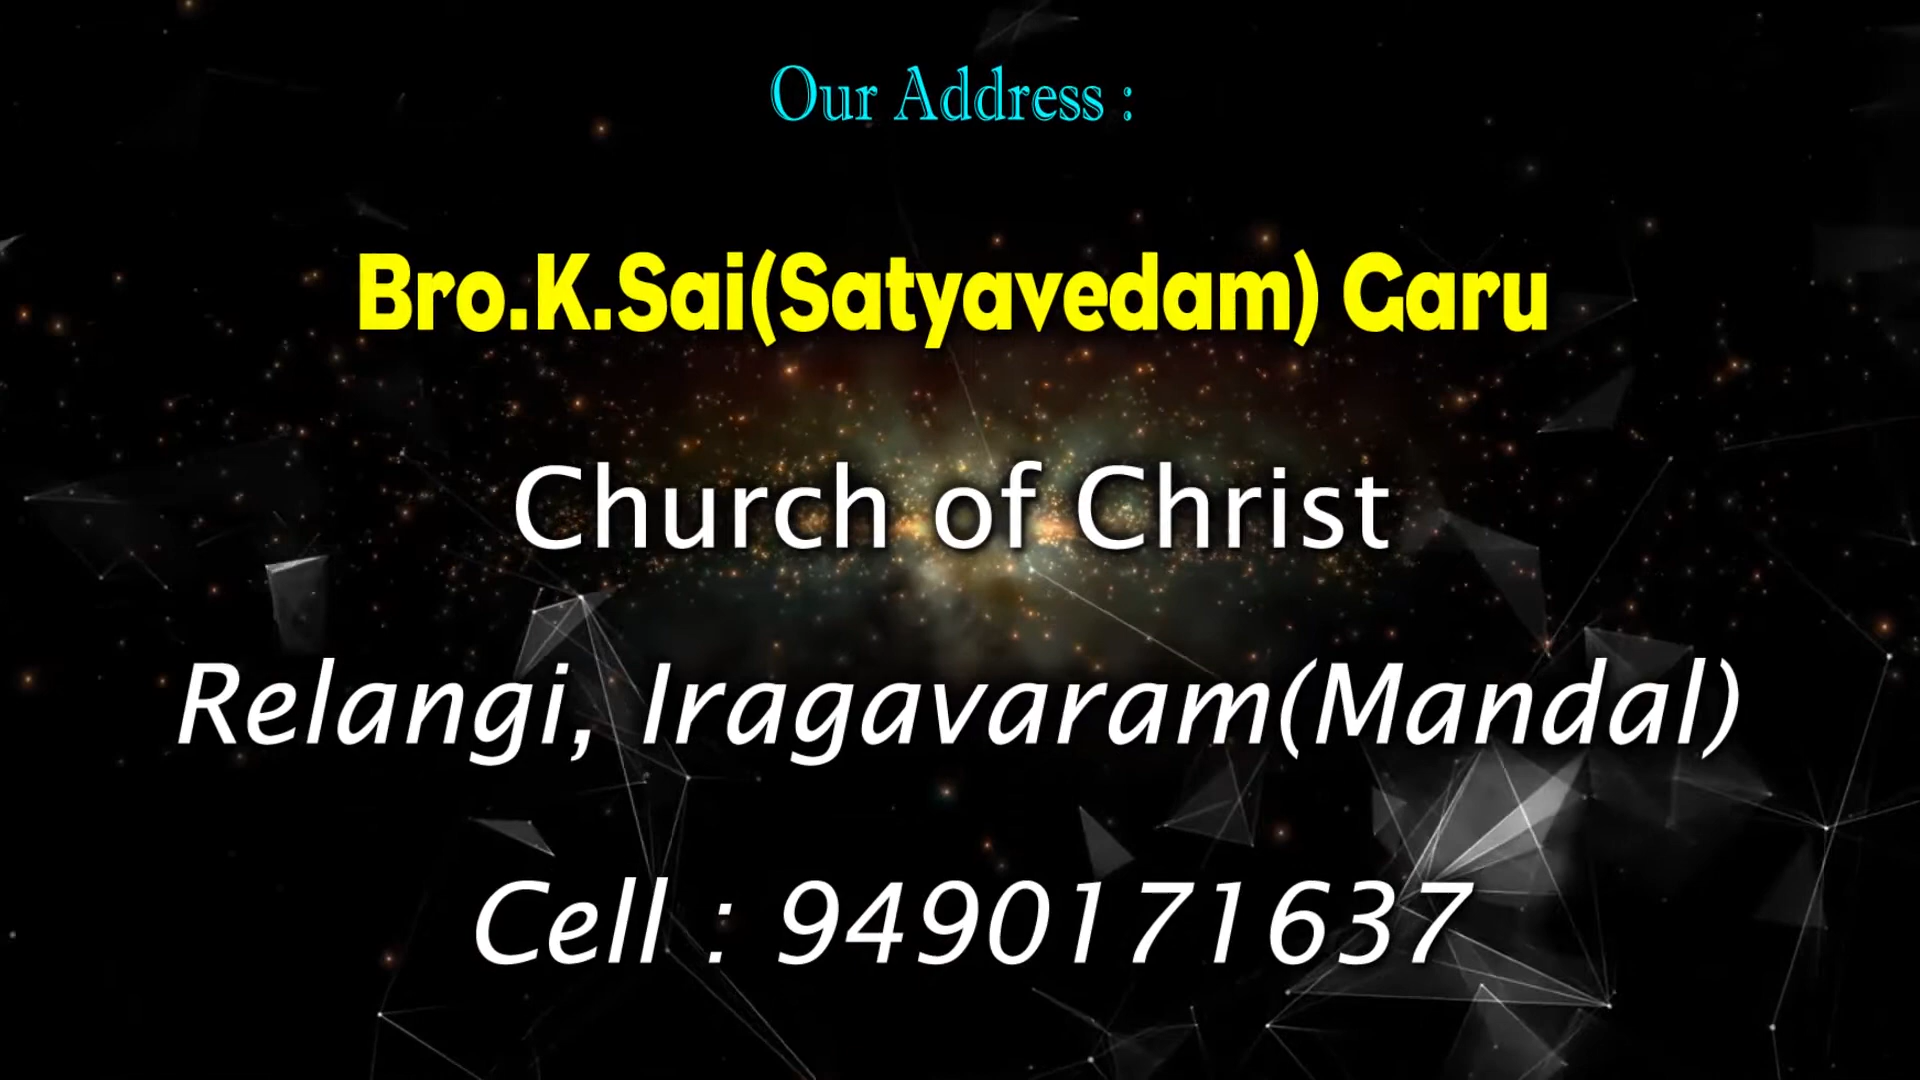 Our Address :
Bro.K.Sai(Satyavedam) Garu
Church of Christ
Relangi, Iragavaram(Mandal)
Cell : 9490171637